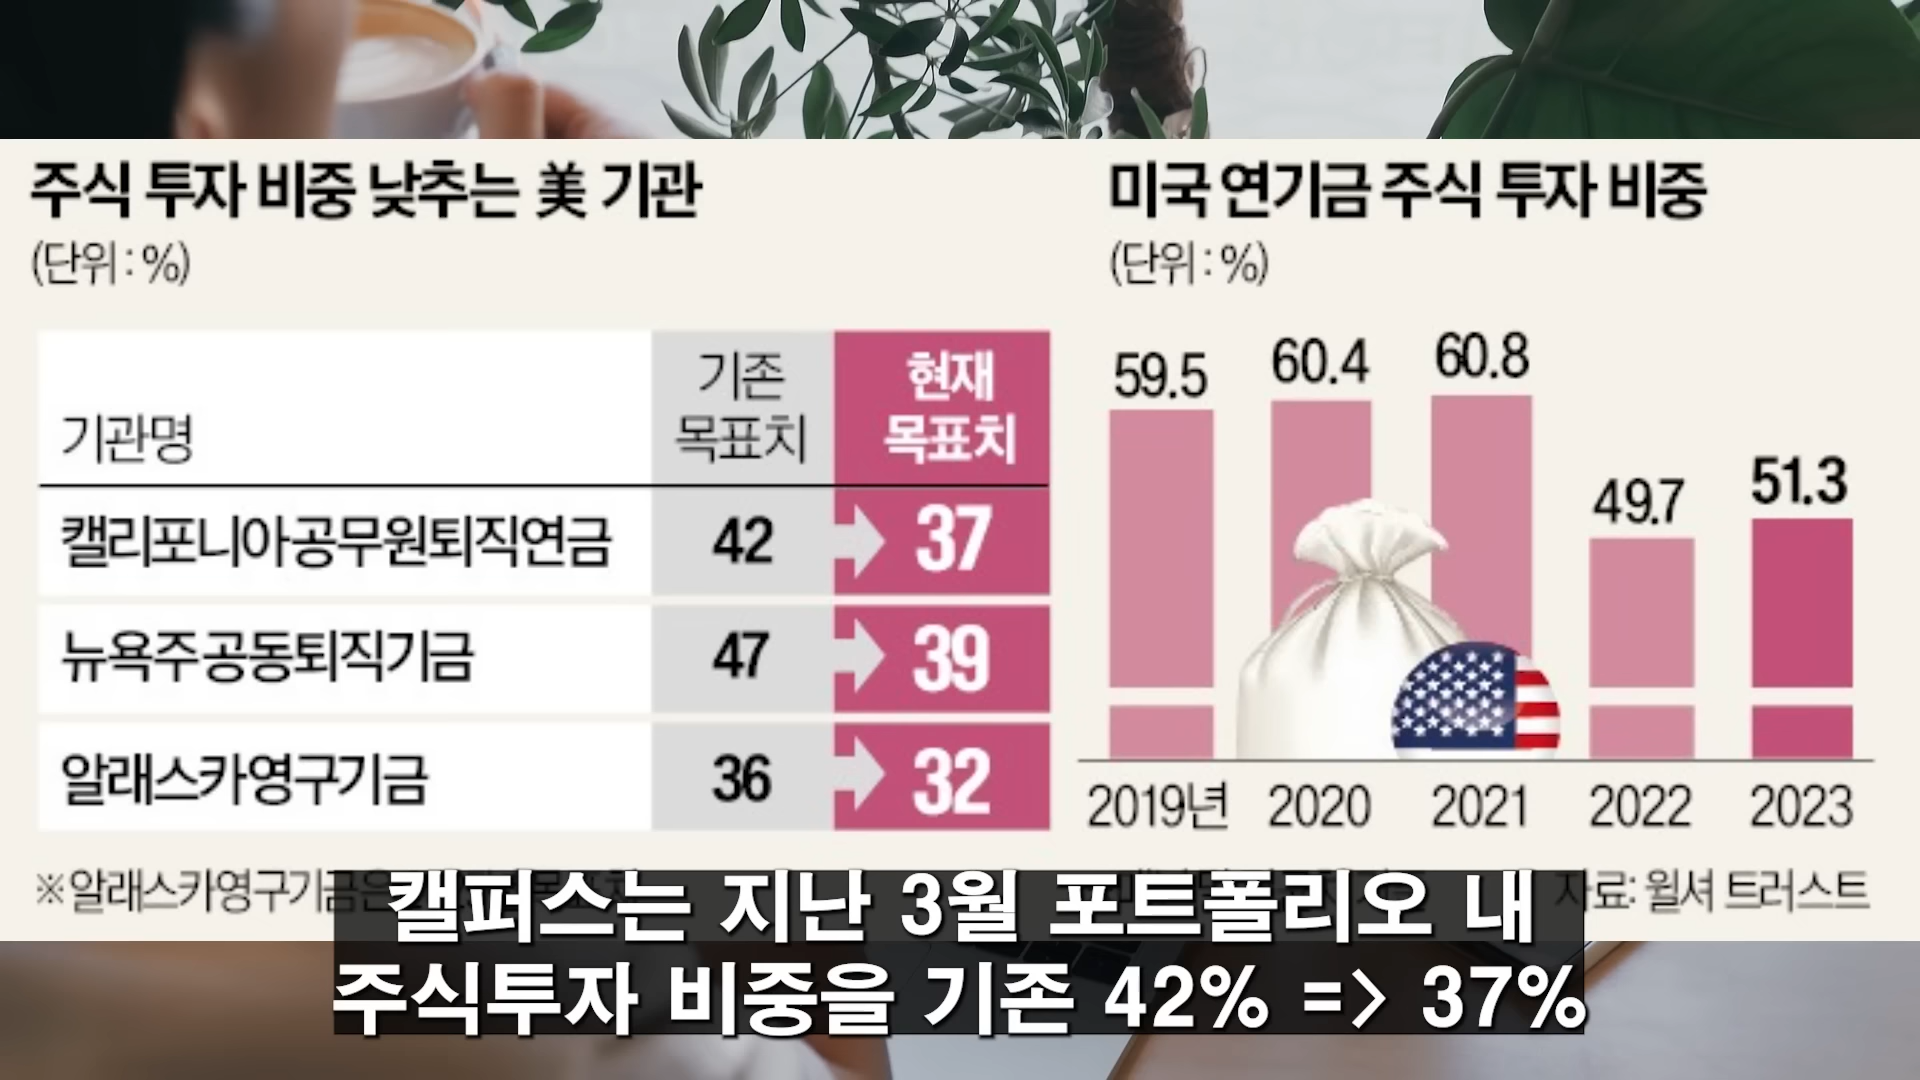 주식 투자 비중 낮추는 美 기관
(단위 : %)
기관명
기존
목표치
현재
목표치
캘리포니아공무원퇴직연금 42 37
뉴욕주공동퇴직기금 47 39
알래스카영구기금 36 32
※알래스카영구기금은
미국 연기금 주식 투자 비중
(단위 : %)
59.5 60.4 60.8 49.7 51.3
2019년 2020 2021 2022 2023
자료: 윌셔 트러스트
캘퍼스는 지난 3월 포트폴리오 내
주식투자 비중을 기존 42% => 37%